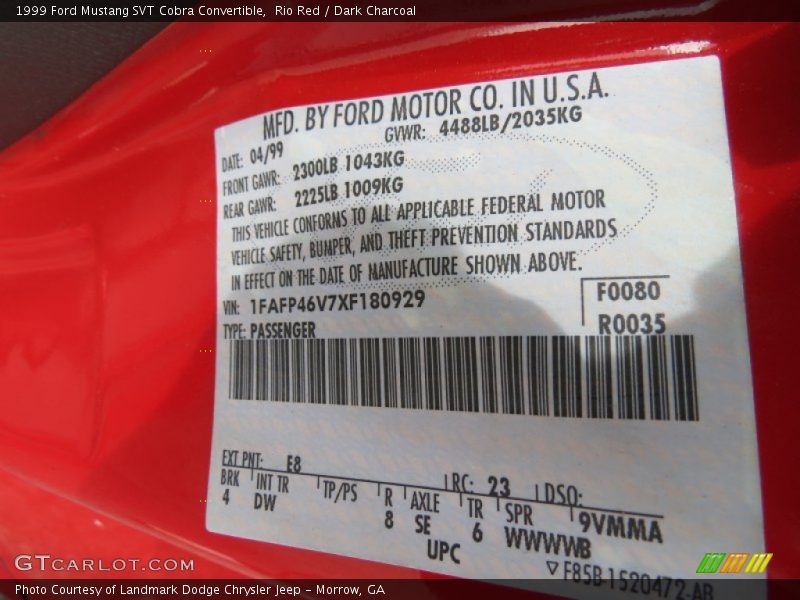 1999 Ford Mustang SVT Cobra Convertible, Rio Red / Dark Charcoal
MFD. BY FORD MOTOR CO. IN U.S.A.
DATE: 04/99 GVWR: 4488LB/2035KG
FRONT GAWR: 2300LB 1043KG
REAR GAWR: 2225LB 1009KG
THIS VEHICLE CONFORMS TO ALL APPLICABLE FEDERAL MOTOR
VEHICLE SAFETY, BUMPER, AND THEFT PREVENTION STANDARDS
IN EFFECT ON THE DATE OF MANUFACTURE SHOWN ABOVE.
VIN: 1FAFP46V7XF180929 F0080
TYPE: PASSENGER R0035
EXT PNT: E8 RC: 23 DSO:
BRK INT TR TP/PS R AXLE TR SPR 9VMMA
4 DW 8 SE 6 WWWWB
UPC
▽F85B-1520472-AB
GTCARLOT.COM
Photo Courtesy of Landmark Dodge Chrysler Jeep - Morrow, GA